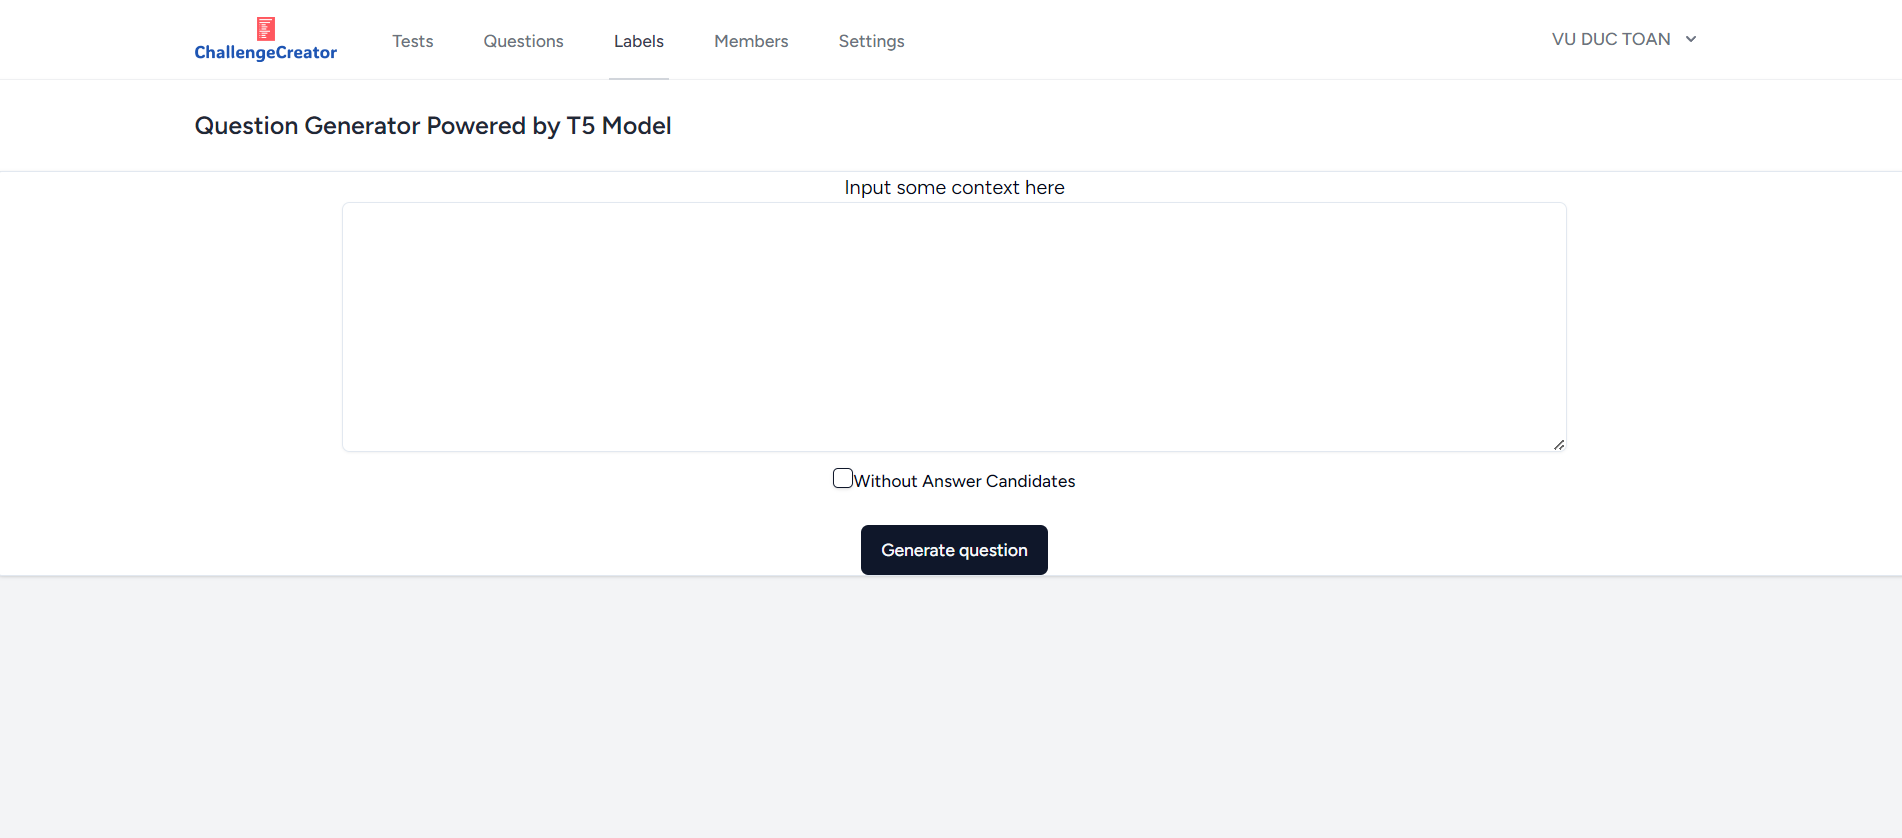 ChallengeCreator
Tests Questions Labels Members Settings
VU DUC TOAN
Question Generator Powered by T5 Model
Input some context here
Without Answer Candidates
Generate question